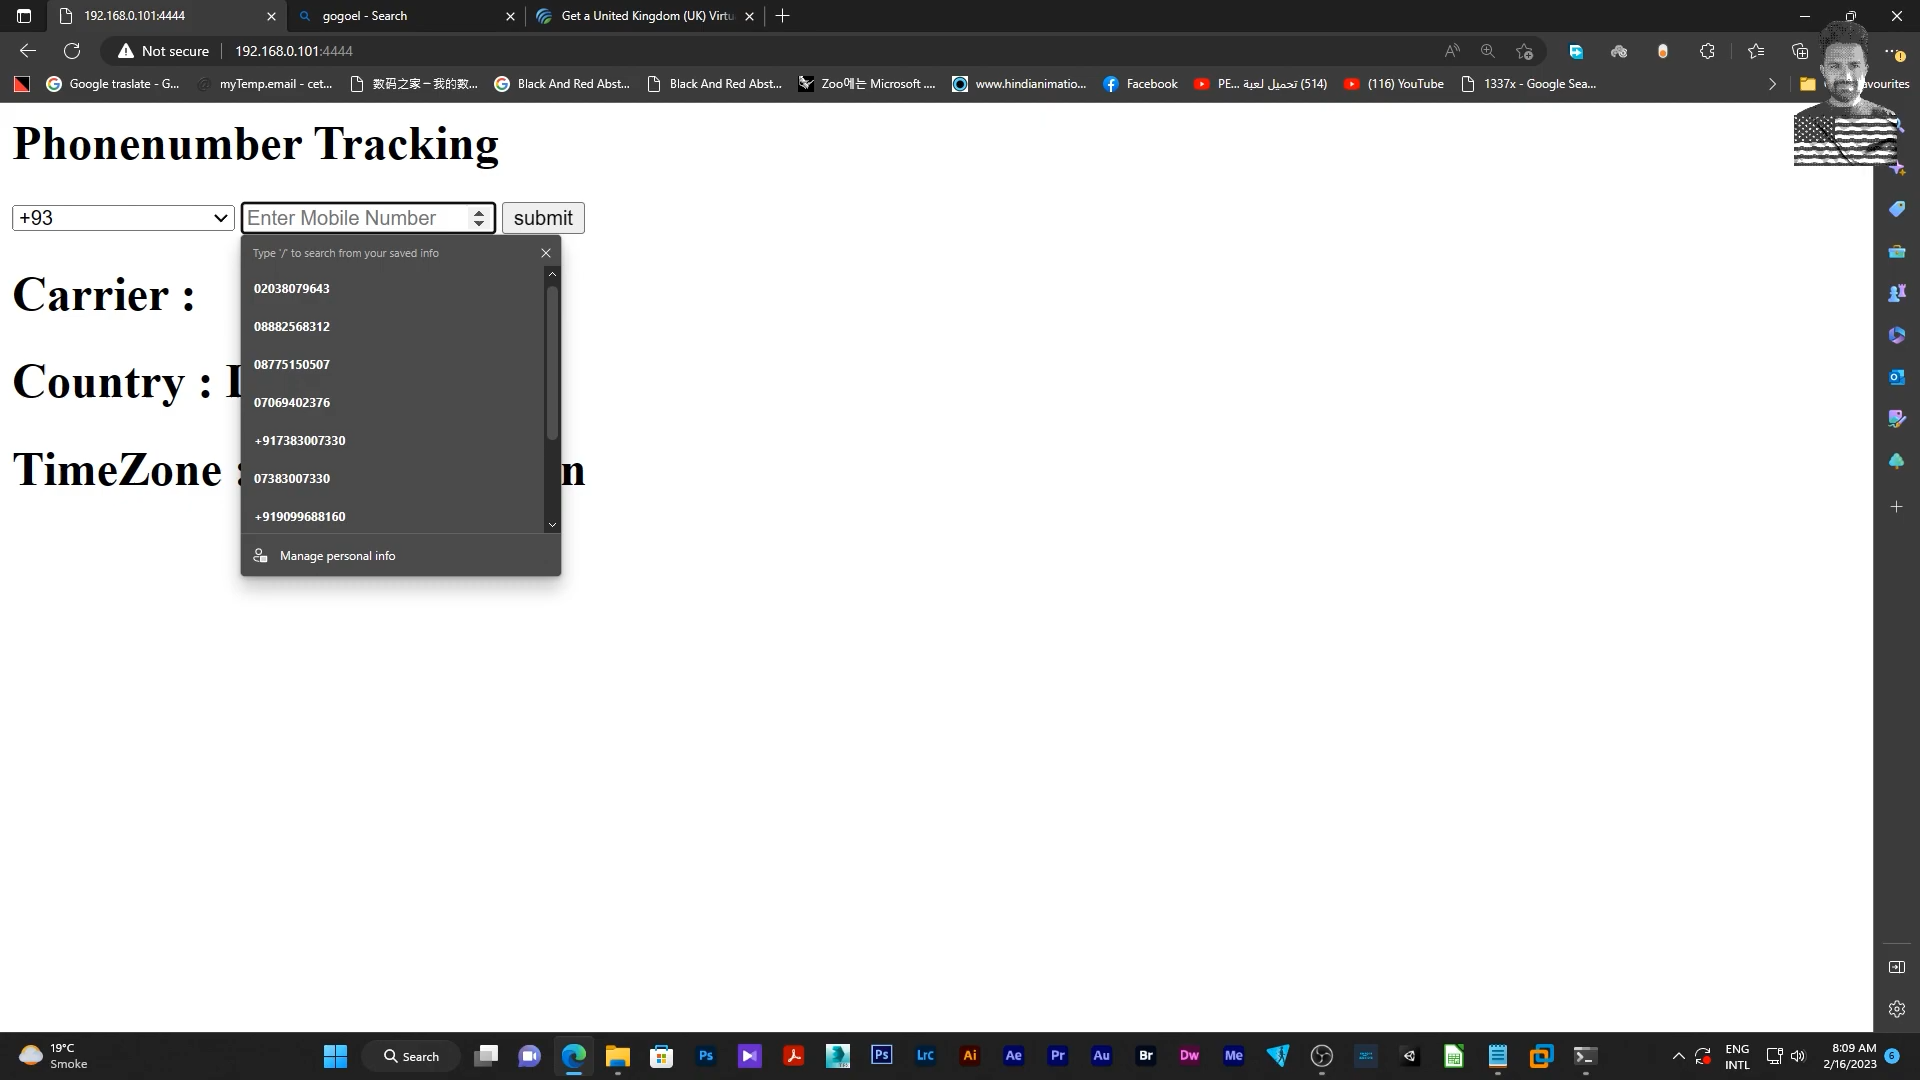 192.168.0.101:4444
gogoel - Search
Get a United Kingdom (UK) Virtu
Not secure
192.168.0.101:4444
Google traslate - G...
myTemp.email - cet...
数码之家 – 我的数...
Black And Red Abst...
Black And Red Abst...
Zoo에는 Microsoft ....
www.hindianimatio...
Facebook
PE... تحميل لعبة (514)
(116) YouTube
1337x - Google Sea...
avourites
Phonenumber Tracking
+93
Enter Mobile Number
submit
Type '/' to search from your saved info
02038079643
08882568312
08775150507
07069402376
+917383007330
07383007330
+919099688160
Manage personal info
Carrier :
Country : I
TimeZone :
n
19°C
Smoke
Search
Ps
Ps
Lrc
Ai
Ae
Pr
Au
Br
Dw
Me
ENG
INTL
8:09 AM
2/16/2023
6